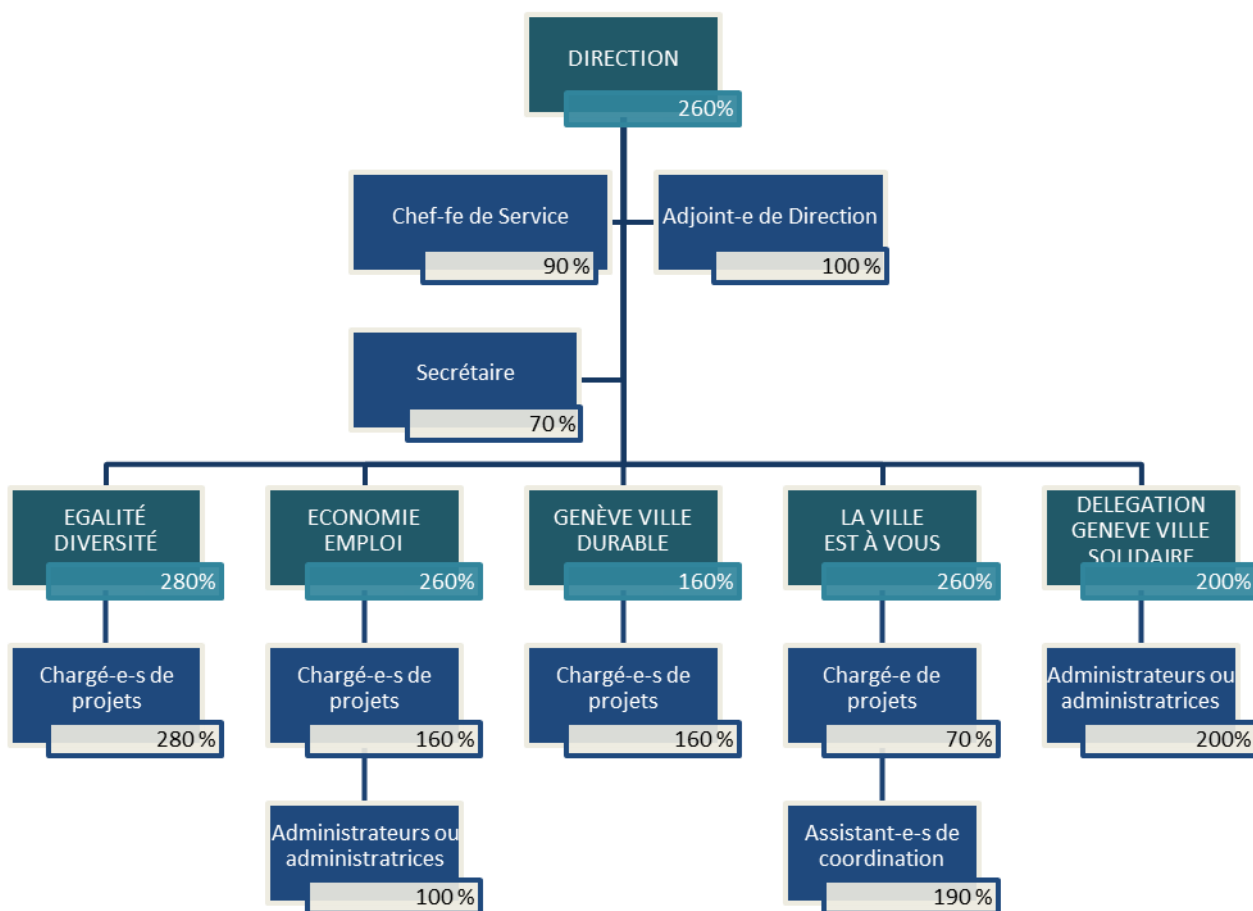 DIRECTION
260%
Chef-fe de Service
90 %
Adjoint-e de Direction
100 %
Secrétaire
70 %
EGALITÉ
DIVERSITÉ
280%
ECONOMIE
EMPLOI
260%
GENÈVE VILLE
DURABLE
160%
LA VILLE
EST À VOUS
260%
DELEGATION
GENEVE VILLE
SOLIDAIRE
200%
Chargé-e-s de
projets
280 %
Chargé-e-s de
projets
160 %
Chargé-e-s de
projets
160 %
Chargé-e de
projets
70 %
Administrateurs ou
administratrices
200%
Administrateurs ou
administratrices
100 %
Assistant-e-s de
coordination
190 %